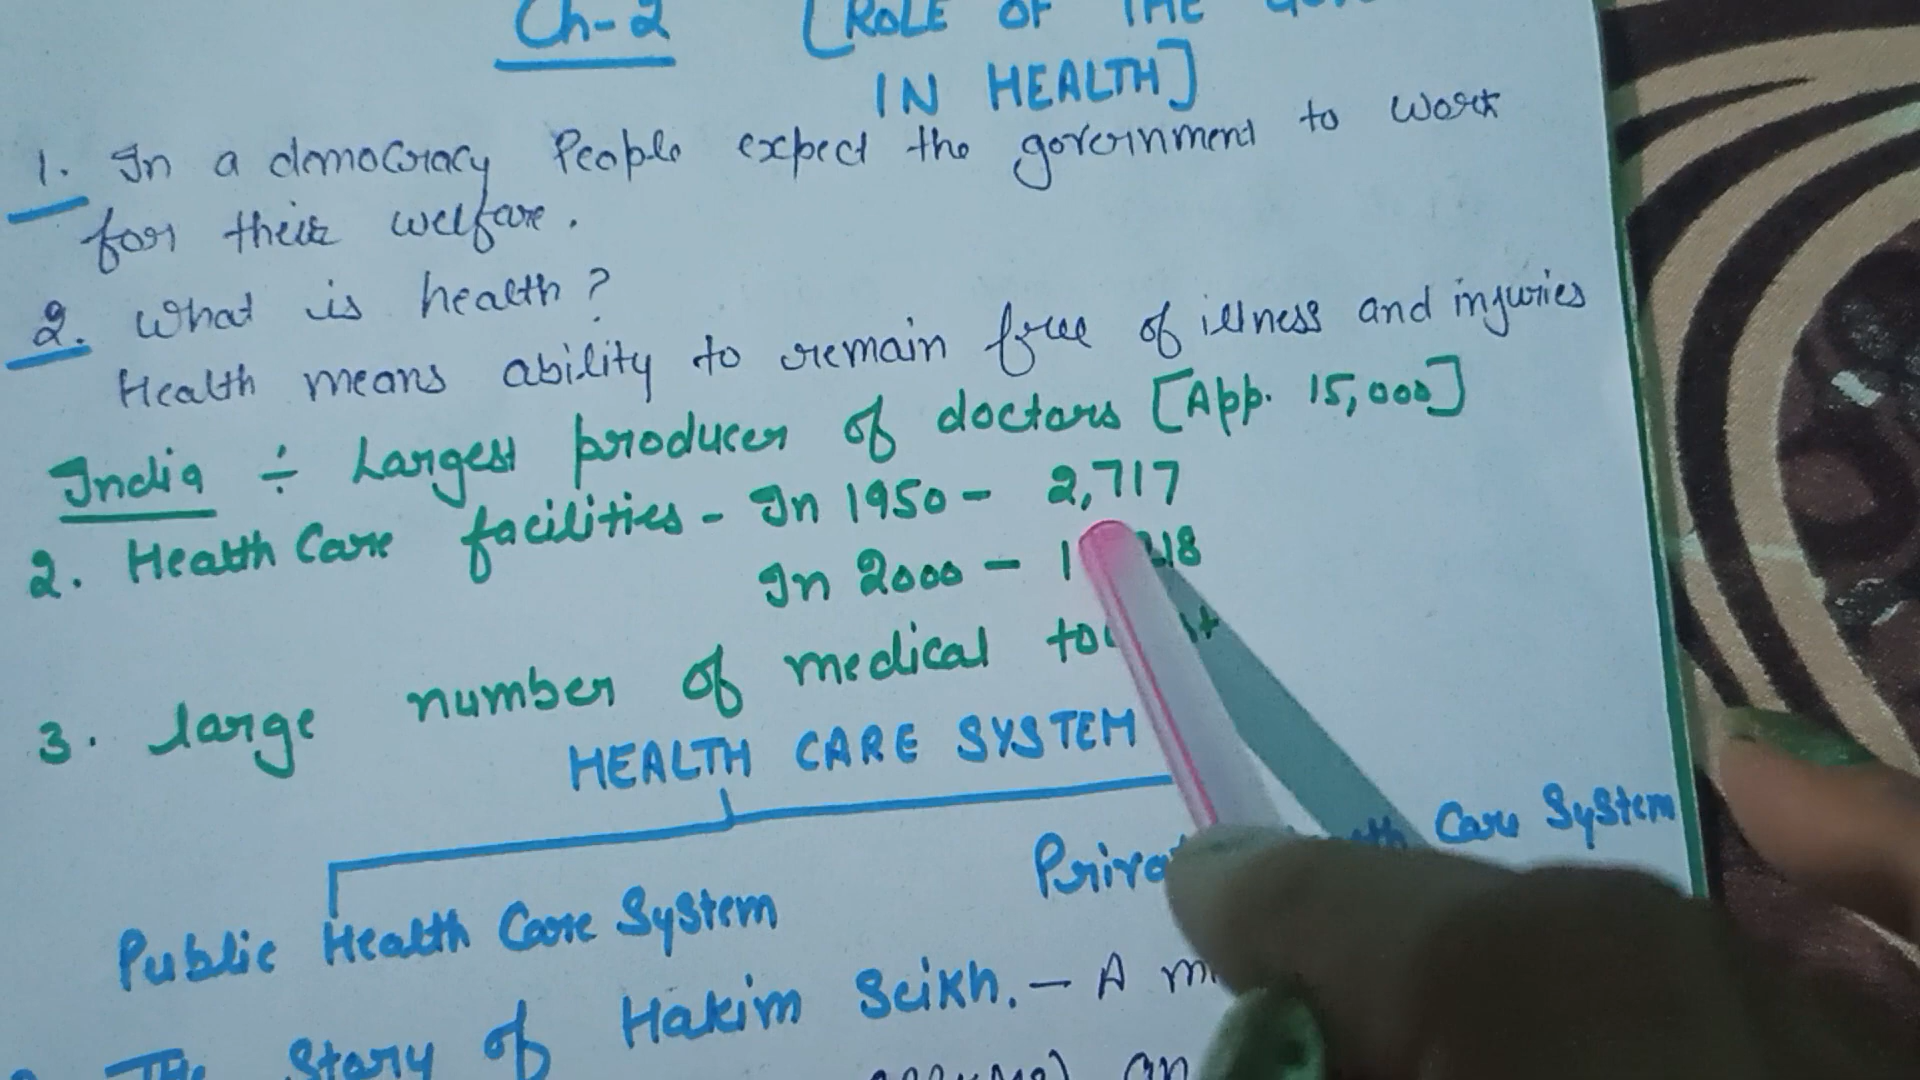 Ch-2 [ROLE OF THE
IN HEALTH]
1. In a democracy People expect the government to work
for their welfare.
2. What is health?
Health means ability to remain free of illness and injuries
India ÷ Largest producer of doctors [App. 15,000]
2. Health Care facilities - In 1950 - 2,717
In 2000 -
3. large number of medical
HEALTH CARE SYSTEM
Public Health Care System Care System
The Story of Hakim Seikh. - A